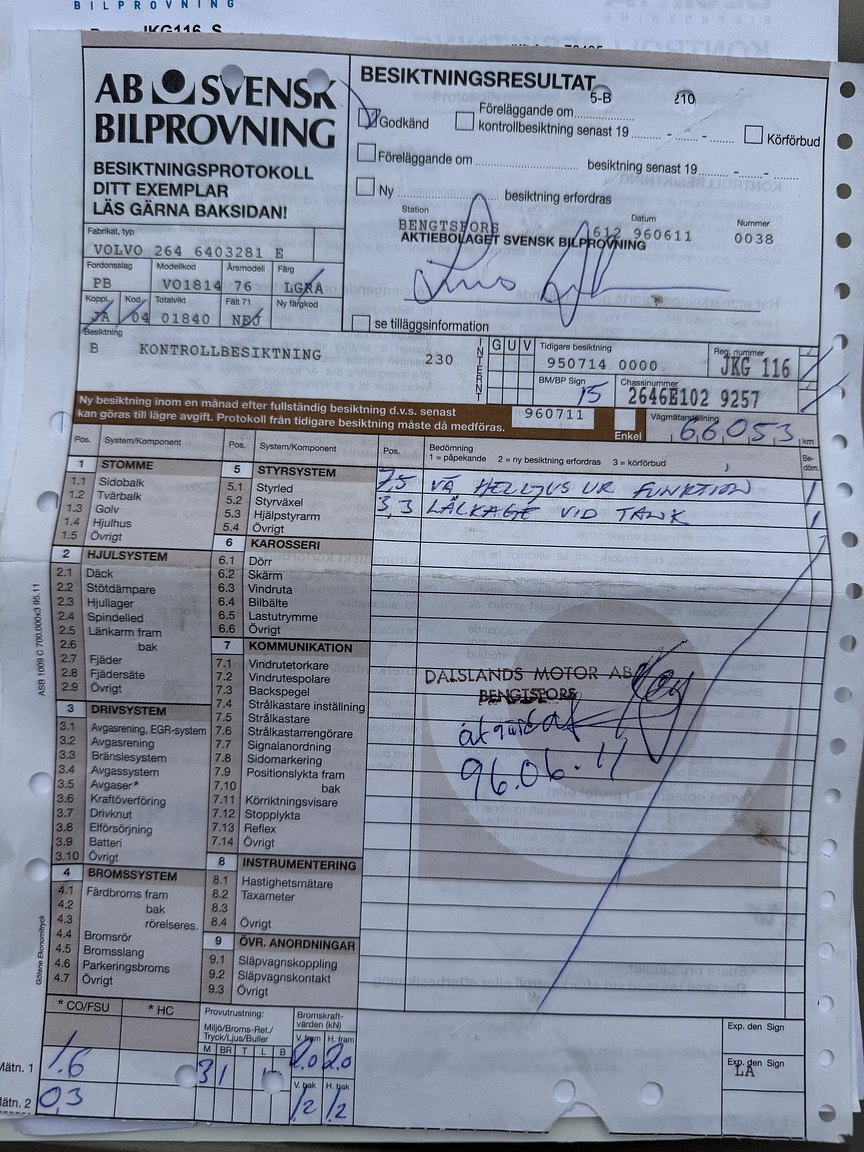 BILPROVNING
JKG116 S
AB SVENSK
BILPROVNING
BESIKTNINGSPROTOKOLL
DITT EXEMPLAR
LÄS GÄRNA BAKSIDAN!
BESIKTNINGSRESULTAT
5-B 210
Godkänd
Föreläggande om
kontrollbesiktning senast 19
Körförbud
Föreläggande om besiktning senast 19
Ny besiktning erfordras
Station Datum Nummer
BENGTSFORS 1612 960611 0038
AKTIEBOLAGET SVENSK BILPROVNING
Fabrikat, typ
VOLVO 264 6403281 E
Fordonsslag Modellkod Årsmodell Färg
PB VO1814 76 LGRÅ
Koppl. Kod Totalvikt Fält 71 Ny färgkod
JA 04 01840 NEJ
se tilläggsinformation
Besiktning
B KONTROLLBESIKTNING 230
INTERNT
G U V
Tidigare besiktning
950714 0000
Reg. nummer
JKG 116
BM/BP Sign
15
Chassinummer
2646E102 9257
Ny besiktning inom en månad efter fullständig besiktning d.v.s. senast 960711
kan göras till lägre avgift. Protokoll från tidigare besiktning måste då medföras.
Enkel
Vägmätarställning
66053 km
Pos. System/Komponent Pos. System/Komponent Pos. Bedömning
1 = påpekande 2 = ny besiktning erfordras 3 = körförbud
Bedöm.
7,5 VÄ HELLJUS UR FUNKTION 1
3,3 LÄCKAGE VID TANK 1
1 STOMME
1.1 Sidobalk
1.2 Tvärbalk
1.3 Golv
1.4 Hjulhus
1.5 Övrigt
2 HJULSYSTEM
2.1 Däck
2.2 Stötdämpare
2.3 Hjullager
2.4 Spindelled
2.5 Länkarm fram
2.6 bak
2.7 Fjäder
2.8 Fjädersäte
2.9 Övrigt
3 DRIVSYSTEM
3.1 Avgasrening, EGR-system
3.2 Avgasrening
3.3 Bränslesystem
3.4 Avgassystem
3.5 Avgaser*
3.6 Kraftöverföring
3.7 Drivknut
3.8 Elförsörjning
3.9 Batteri
3.10 Övrigt
4 BROMSSYSTEM
4.1 Färdbroms fram
4.2 bak
4.3 rörelseres.
4.4 Bromsrör
4.5 Bromsslang
4.6 Parkeringsbroms
4.7 Övrigt
5 STYRSYSTEM
5.1 Styrled
5.2 Styrväxel
5.3 Hjälpstyrarm
5.4 Övrigt
6 KAROSSERI
6.1 Dörr
6.2 Skärm
6.3 Vindruta
6.4 Bilbälte
6.5 Lastutrymme
6.6 Övrigt
7 KOMMUNIKATION
7.1 Vindrutetorkare
7.2 Vindrutespolare
7.3 Backspegel
7.4 Strålkastare inställning
7.5 Strålkastare
7.6 Strålkastarrengörare
7.7 Signalanordning
7.8 Sidomarkering
7.9 Positionslykta fram
7.10 bak
7.11 Körriktningsvisare
7.12 Stopplykta
7.13 Reflex
7.14 Övrigt
8 INSTRUMENTERING
8.1 Hastighetsmätare
8.2 Taxameter
8.3
8.4 Övrigt
9 ÖVR. ANORDNINGAR
9.1 Släpvagnskoppling
9.2 Släpvagnskontakt
9.3 Övrigt
DALSLANDS MOTOR AB
BENGTSFORS
åtgärdat
96.06.11
ASB 1009 C 700.000x3 95.11
Götene Ekonomitryck
* CO/FSU * HC
Provutrustning:
Miljö/Broms-Ret./
Tryck/Ljus/Buller
M BR T L B
31
Bromskraft-
värden (kN)
V. fram H. fram
2.0 2.0
V. bak H. bak
1,2 1,2
Mätn. 1 1.6
Mätn. 2 0,3
Exp. den Sign
Exp. den Sign
LA